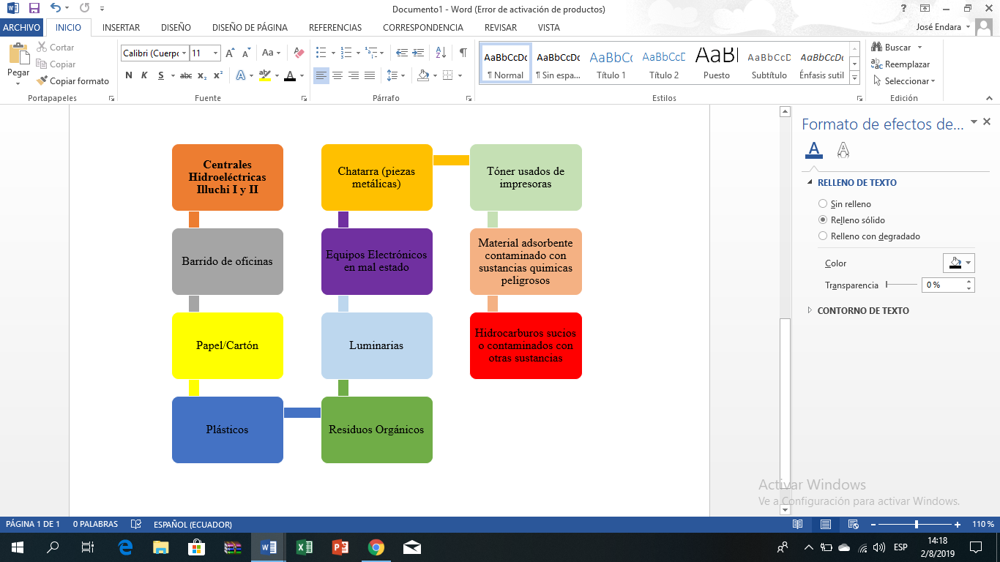 Documento1 - Word (Error de activación de productos)
ARCHIVO INICIO INSERTAR DISEÑO DISEÑO DE PÁGINA REFERENCIAS CORRESPONDENCIA REVISAR VISTA José Endara
Pegar
Cortar
Copiar
Copiar formato
Portapapeles
Calibri (Cuerpo 11
Aa
N K S abc x₂ x²
Fuente
Párrafo
AaBbCcDc AaBbCcDc AaBbCc AaBbCcD AaBl AaBbCcD AaBbCcDc
¶ Normal ¶ Sin espa... Título 1 Título 2 Puesto Subtítulo Énfasis sutil
Estilos
Buscar
Reemplazar
Seleccionar
Edición
Centrales
Hidroeléctricas
Illuchi I y II
Barrido de oficinas
Papel/Cartón
Plásticos
Residuos Orgánicos
Luminarias
Equipos Electrónicos
en mal estado
Chatarra (piezas
metálicas)
Tóner usados de
impresoras
Material adsorbente
contaminado con
sustancias quimicas
peligrosos
Hidrocarburos sucios
o contaminados con
otras sustancias
Formato de efectos de...
RELLENO DE TEXTO
Sin relleno
Relleno sólido
Relleno con degradado
Color
Transparencia 0 %
CONTORNO DE TEXTO
Activar Windows
Ve a Configuración para activar Windows.
PÁGINA 1 DE 1 0 PALABRAS ESPAÑOL (ECUADOR) 110 %
ESP
14:18
2/8/2019